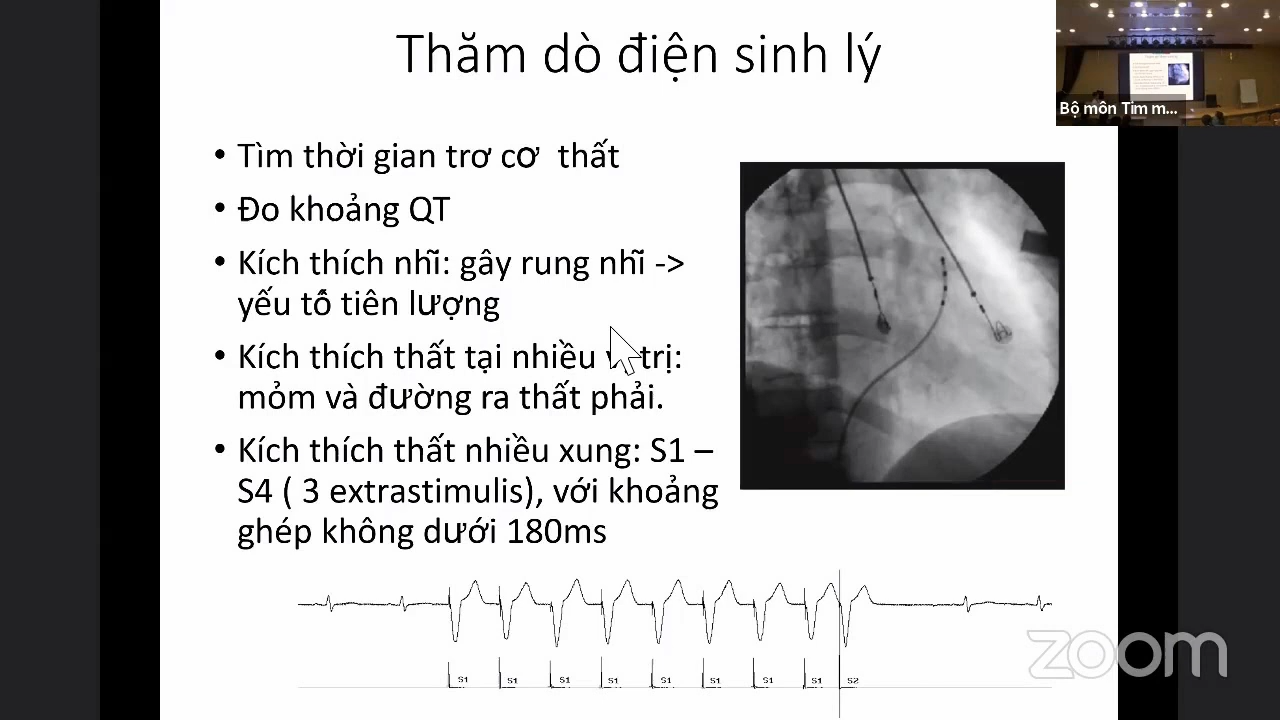 Thăm dò điện sinh lý
Bộ môn Tim m...
• Tìm thời gian trơ cơ thất
• Đo khoảng QT
• Kích thích nhĩ: gây rung nhĩ ->
yếu tố tiên lượng
• Kích thích thất tại nhiều trị:
mỏm và đường ra thất phải.
• Kích thích thất nhiều xung: S1 –
S4 ( 3 extrastimulis), với khoảng
ghép không dưới 180ms
zoom
S1 S1 S1 S1 S1 S1 S1 S1 S2